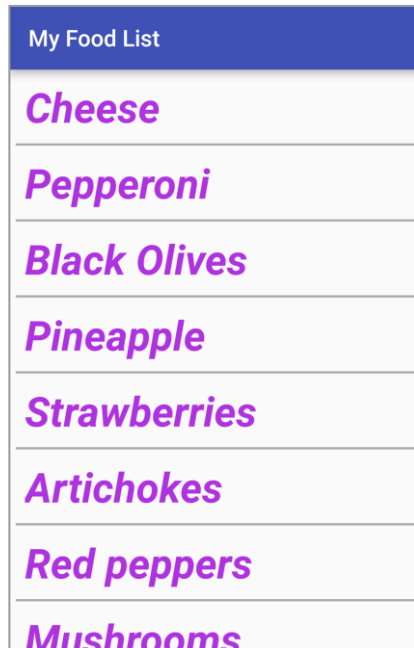 My Food List
Cheese
Pepperoni
Black Olives
Pineapple
Strawberries
Artichokes
Red peppers
Mushrooms